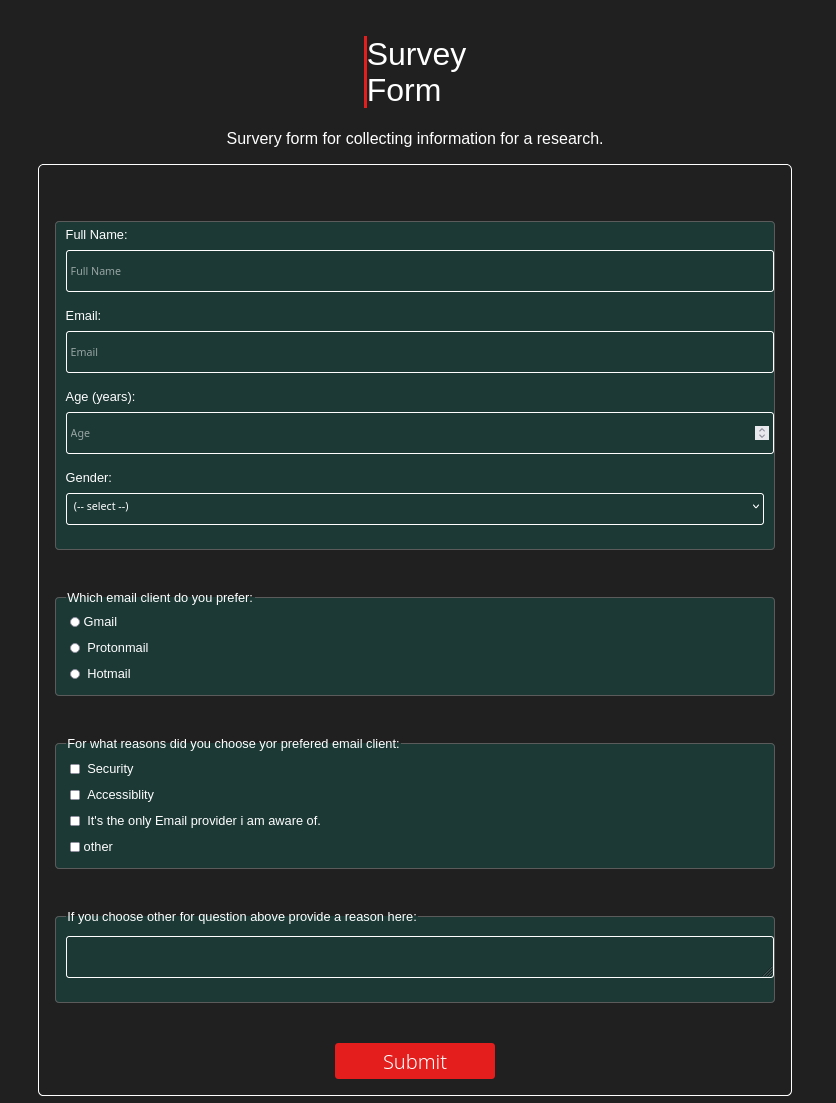 Survey
Form
Survery form for collecting information for a research.
Full Name:
Full Name
Email:
Email
Age (years):
Age
Gender:
(-- select --)
Which email client do you prefer:
Gmail
Protonmail
Hotmail
For what reasons did you choose yor prefered email client:
Security
Accessiblity
It's the only Email provider i am aware of.
other
If you choose other for question above provide a reason here:
Submit